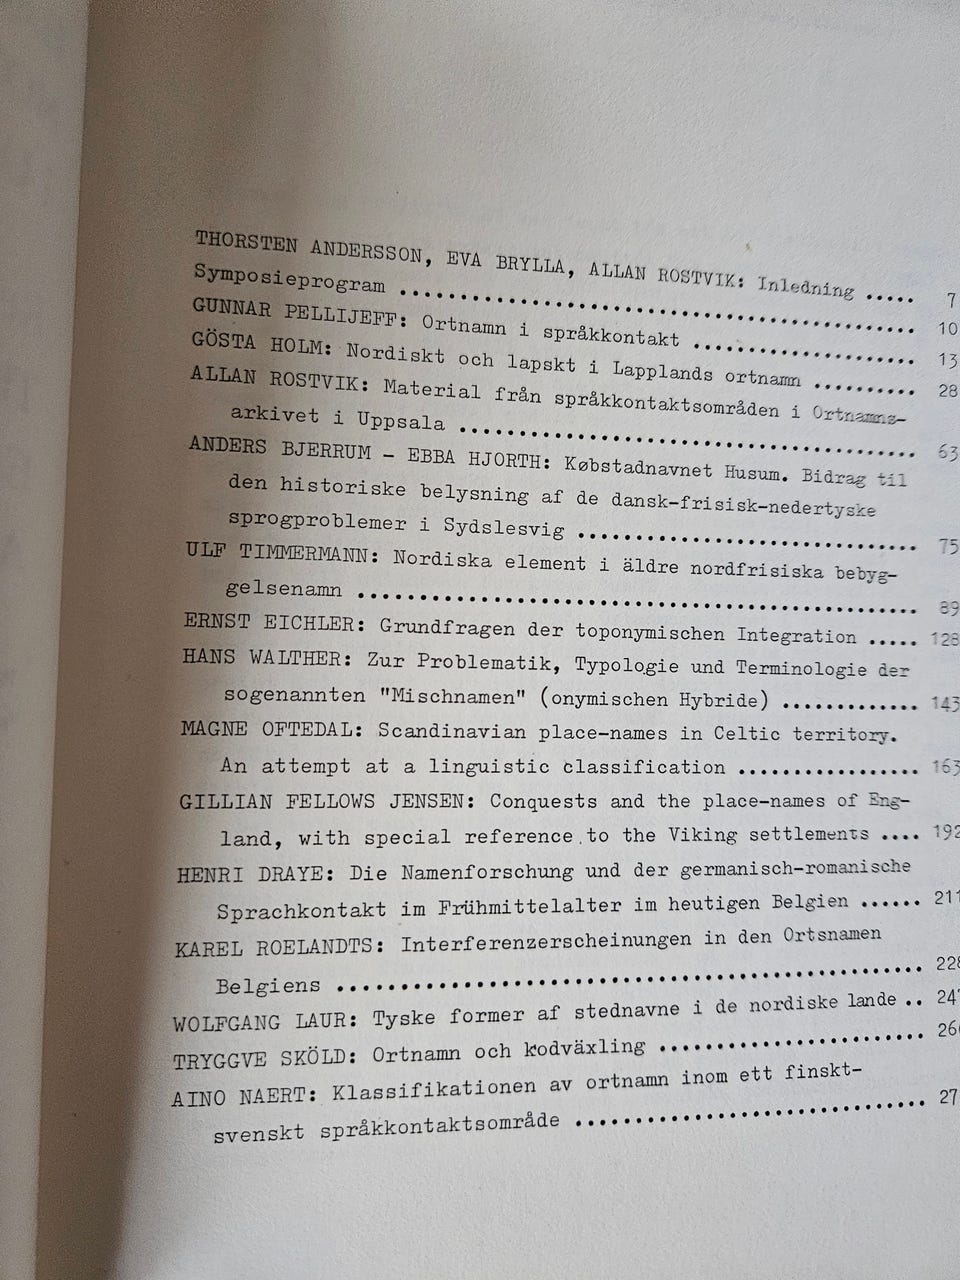 THORSTEN ANDERSSON, EVA BRYLLA, ALLAN ROSTVIK: Inledning ..... 7
Symposieprogram ........................................ 10
GUNNAR PELLIJEFF: Ortnamn i språkkontakt .................. 13
GÖSTA HOLM: Nordiskt och lapskt i Lapplands ortnamn .......... 28
ALLAN ROSTVIK: Material från språkkontaktsområden i Ortnamns-
arkivet i Uppsala .................................... 63
ANDERS BJERRUM - EBBA HJORTH: Købstadnavnet Husum. Bidrag til
den historiske belysning af de dansk-frisisk-nedertyske
sprogproblemer i Sydslesvig ........................... 75
ULF TIMMERMANN: Nordiska element i äldre nordfrisiska bebyg-
gelsenamn ............................................. 89
ERNST EICHLER: Grundfragen der toponymischen Integration ..... 128
HANS WALTHER: Zur Problematik, Typologie und Terminologie der
sogenannten "Mischnamen" (onymischen Hybride) ............. 143
MAGNE OFTEDAL: Scandinavian place-names in Celtic territory.
An attempt at a linguistic classification ................. 163
GILLIAN FELLOWS JENSEN: Conquests and the place-names of Eng-
land, with special reference to the Viking settlements .... 192
HENRI DRAYE: Die Namenforschung und der germanisch-romanische
Sprachkontakt im Frühmittelalter im heutigen Belgien ...... 211
KAREL ROELANDTS: Interferenzerscheinungen in den Ortsnamen
Belgiens .............................................. 228
WOLFGANG LAUR: Tyske former af stednavne i de nordiske lande ..
TRYGGVE SKÖLD: Ortnamn och kodväxling .........................
AINO NAERT: Klassifikationen av ortnamn inom ett finskt-
svenskt språkkontaktsområde ...........................